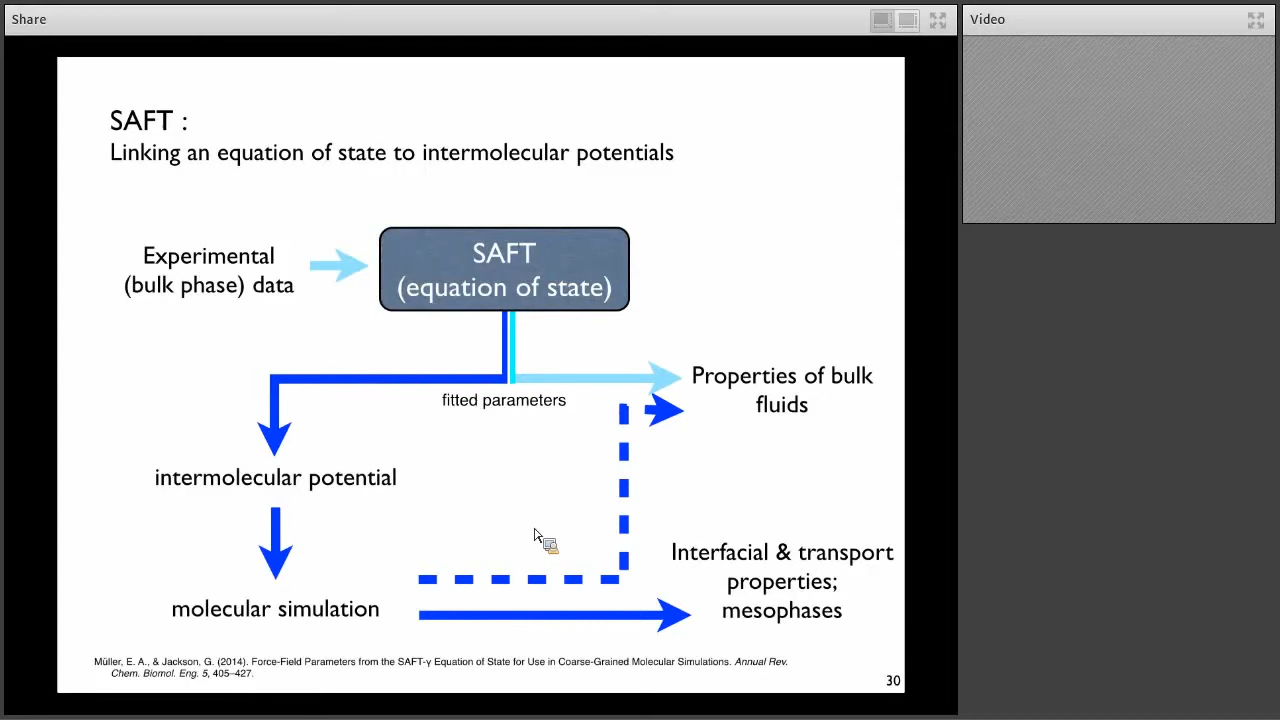 Share
Video
SAFT :
Linking an equation of state to intermolecular potentials
Experimental
(bulk phase) data
SAFT
(equation of state)
fitted parameters
Properties of bulk
fluids
intermolecular potential
molecular simulation
Interfacial & transport
properties;
mesophases
Müller, E. A., & Jackson, G. (2014). Force-Field Parameters from the SAFT-γ Equation of State for Use in Coarse-Grained Molecular Simulations. Annual Rev.
Chem. Biomol. Eng. 5, 405–427.
30